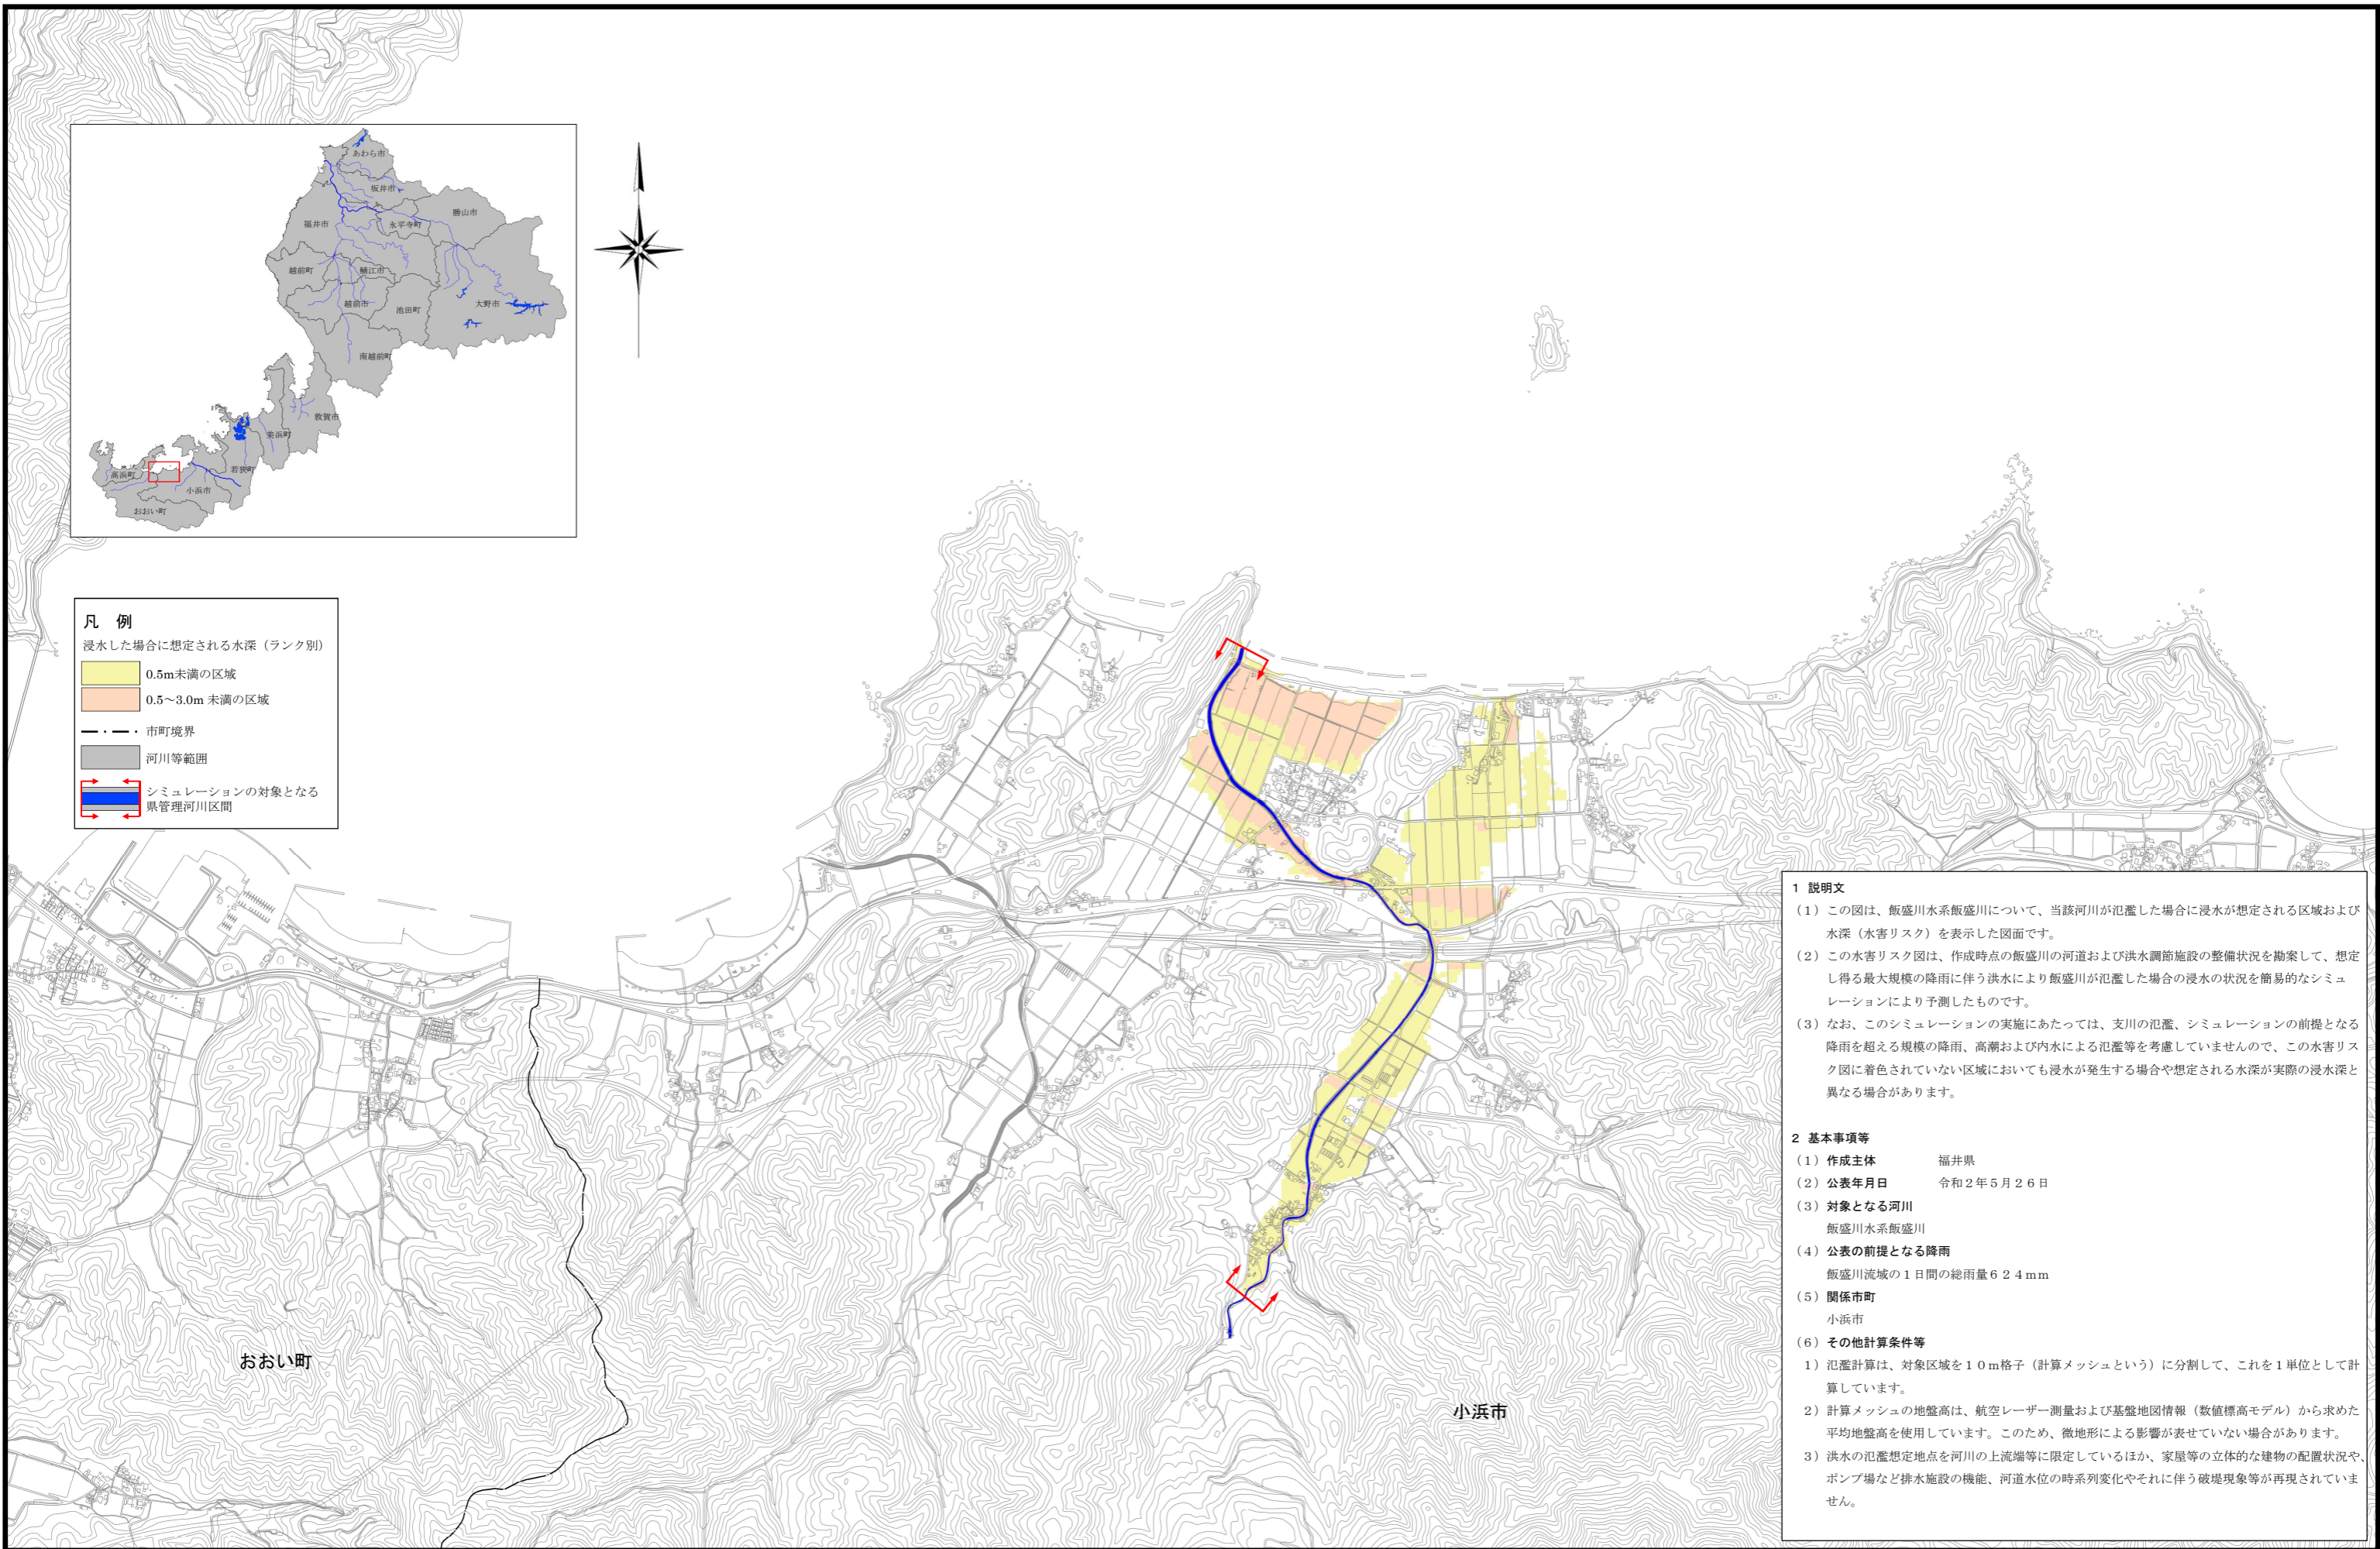 あわら市
坂井市
勝山市
福井市
永平寺町
越前町
鯖江市
越前市
池田町
大野市
南越前町
敦賀市
美浜町
若狭町
高浜町
小浜市
おおい町
凡 例
浸水した場合に想定される水深（ランク別）
0.5m未満の区域
0.5～3.0m 未満の区域
市町境界
河川等範囲
シミュレーションの対象となる
県管理河川区間
おおい町
小浜市
1 説明文
（1）この図は、飯盛川水系飯盛川について、当該河川が氾濫した場合に浸水が想定される区域および
水深（水害リスク）を表示した図面です。
（2）この水害リスク図は、作成時点の飯盛川の河道および洪水調節施設の整備状況を勘案して、想定
し得る最大規模の降雨に伴う洪水により飯盛川が氾濫した場合の浸水の状況を簡易的なシミュ
レーションにより予測したものです。
（3）なお、このシミュレーションの実施にあたっては、支川の氾濫、シミュレーションの前提となる
降雨を超える規模の降雨、高潮および内水による氾濫等を考慮していませんので、この水害リス
ク図に着色されていない区域においても浸水が発生する場合や想定される水深が実際の浸水深と
異なる場合があります。
2 基本事項等
（1）作成主体 福井県
（2）公表年月日 令和２年５月２６日
（3）対象となる河川
飯盛川水系飯盛川
（4）公表の前提となる降雨
飯盛川流域の１日間の総雨量６２４mm
（5）関係市町
小浜市
（6）その他計算条件等
1）氾濫計算は、対象区域を１０ｍ格子（計算メッシュという）に分割して、これを１単位として計
算しています。
2）計算メッシュの地盤高は、航空レーザー測量および基盤地図情報（数値標高モデル）から求めた
平均地盤高を使用しています。このため、微地形による影響が表せていない場合があります。
3）洪水の氾濫想定地点を河川の上流端等に限定しているほか、家屋等の立体的な建物の配置状況や、
ポンプ場など排水施設の機能、河道水位の時系列変化やそれに伴う破堤現象等が再現されていま
せん。